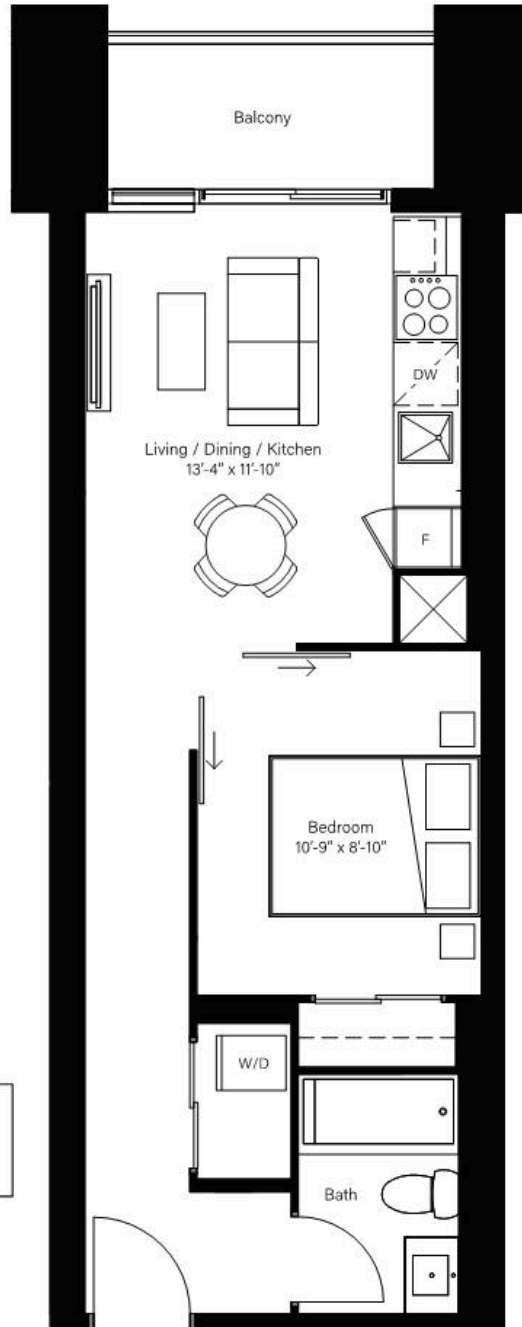 Balcony
DW
Living / Dining / Kitchen
13'-4" x 11'-10"
F
Bedroom
10'-9" x 8'-10"
W/D
Bath